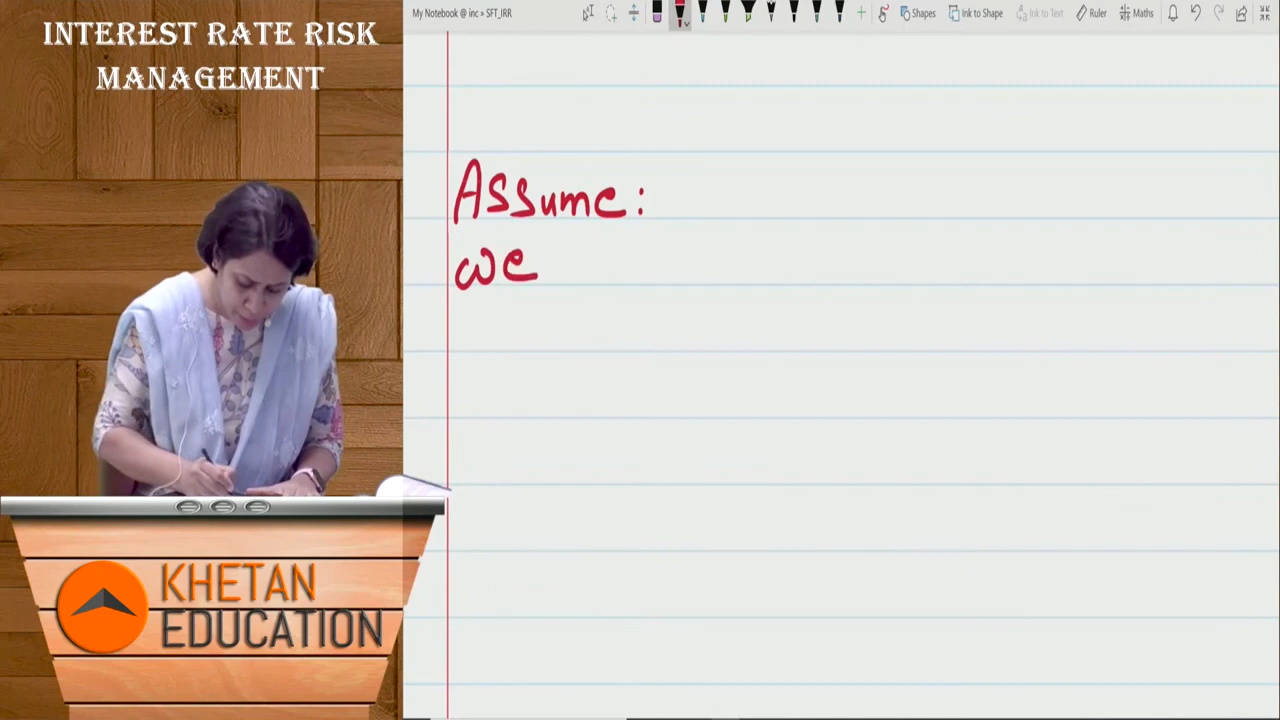 INTEREST RATE RISK
MANAGEMENT
My Notebook @ inc » SFT_IRR
Shapes
Ink to Shape
Ink to Text
Ruler
Maths
Assume:
we
KHETAN
EDUCATION